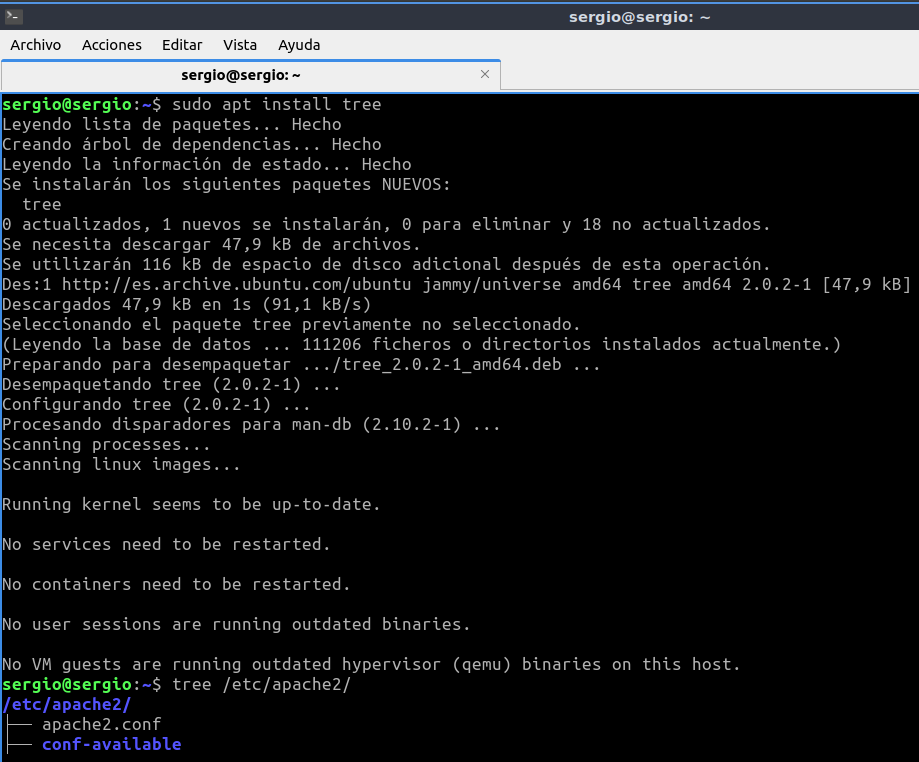 sergio@sergio: ~
Archivo Acciones Editar Vista Ayuda
sergio@sergio: ~ ×
sergio@sergio:~$ sudo apt install tree
Leyendo lista de paquetes... Hecho
Creando árbol de dependencias... Hecho
Leyendo la información de estado... Hecho
Se instalarán los siguientes paquetes NUEVOS:
  tree
0 actualizados, 1 nuevos se instalarán, 0 para eliminar y 18 no actualizados.
Se necesita descargar 47,9 kB de archivos.
Se utilizarán 116 kB de espacio de disco adicional después de esta operación.
Des:1 http://es.archive.ubuntu.com/ubuntu jammy/universe amd64 tree amd64 2.0.2-1 [47,9 kB]
Descargados 47,9 kB en 1s (91,1 kB/s)
Seleccionando el paquete tree previamente no seleccionado.
(Leyendo la base de datos ... 111206 ficheros o directorios instalados actualmente.)
Preparando para desempaquetar .../tree_2.0.2-1_amd64.deb ...
Desempaquetando tree (2.0.2-1) ...
Configurando tree (2.0.2-1) ...
Procesando disparadores para man-db (2.10.2-1) ...
Scanning processes...
Scanning linux images...
Running kernel seems to be up-to-date.
No services need to be restarted.
No containers need to be restarted.
No user sessions are running outdated binaries.
No VM guests are running outdated hypervisor (qemu) binaries on this host.
sergio@sergio:~$ tree /etc/apache2/
/etc/apache2/
├── apache2.conf
├── conf-available